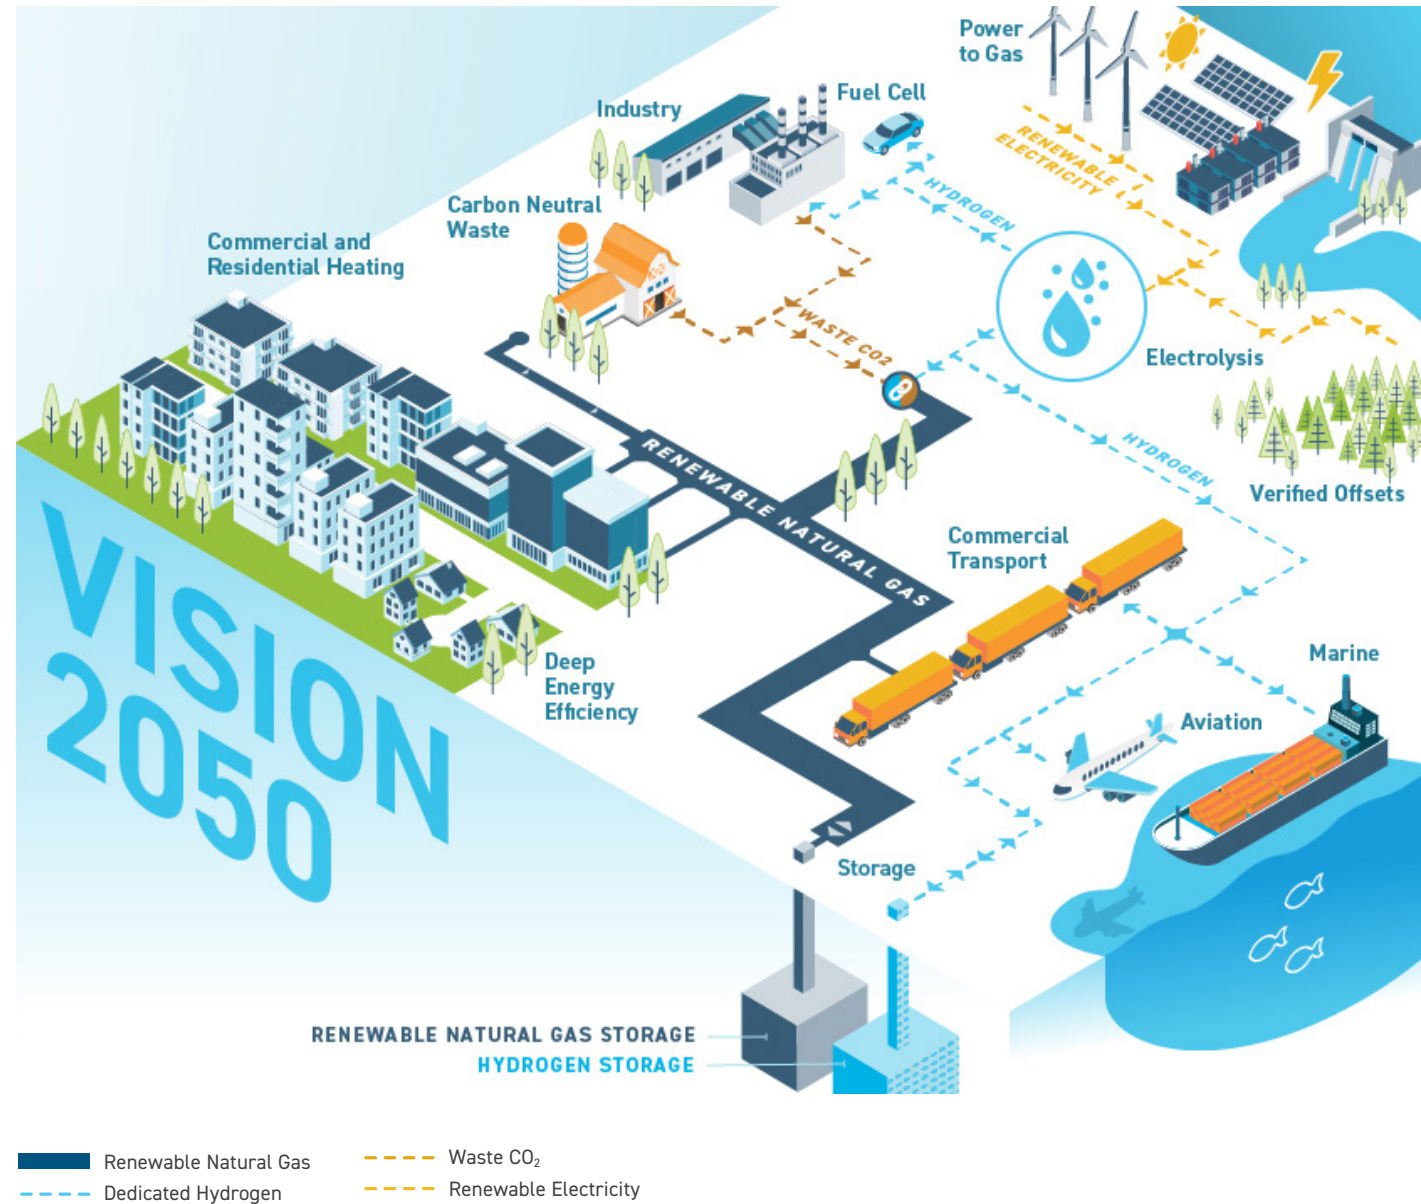 Power
to Gas
Fuel Cell
Industry
RENEWABLE
ELECTRICITY
HYDROGEN
Carbon Neutral
Waste
Commercial and
Residential Heating
WASTE CO2
Electrolysis
RENEWABLE NATURAL GAS
HYDROGEN
Verified Offsets
Commercial
Transport
VISION
2050
Deep
Energy
Efficiency
Marine
Aviation
Storage
RENEWABLE NATURAL GAS STORAGE
HYDROGEN STORAGE
Renewable Natural Gas
Waste CO₂
Dedicated Hydrogen
Renewable Electricity